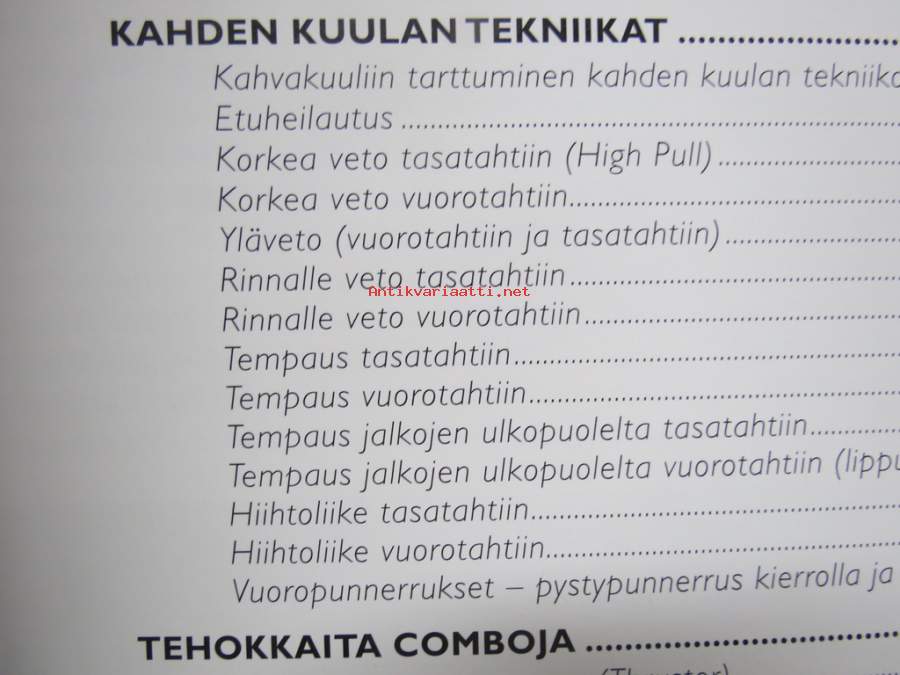 KAHDEN KUULAN TEKNIIKAT ..............................
Kahvakuuliin tarttuminen kahden kuulan
Etuheilautus ..............................
Korkea veto tasatahtiin (High Pull) ..............................
Korkea veto vuorotahtiin ..............................
Yläveto (vuorotahtiin ja tasatahtiin) ..............................
Rinnalle veto tasatahtiin ..............................
Antikvariaatti.net
Rinnalle veto vuorotahtiin ..............................
Tempaus tasatahtiin ..............................
Tempaus vuorotahtiin ..............................
Tempaus jalkojen ulkopuolelta tasatahtiin ..............................
Tempaus jalkojen ulkopuolelta vuorotahtiin (lippu
Hiihtoliike tasatahtiin ..............................
Hiihtoliike vuorotahtiin ..............................
Vuoropunnerrukset – pystypunnerrus kierrolla ja
TEHOKKAITA COMBOJA ..............................